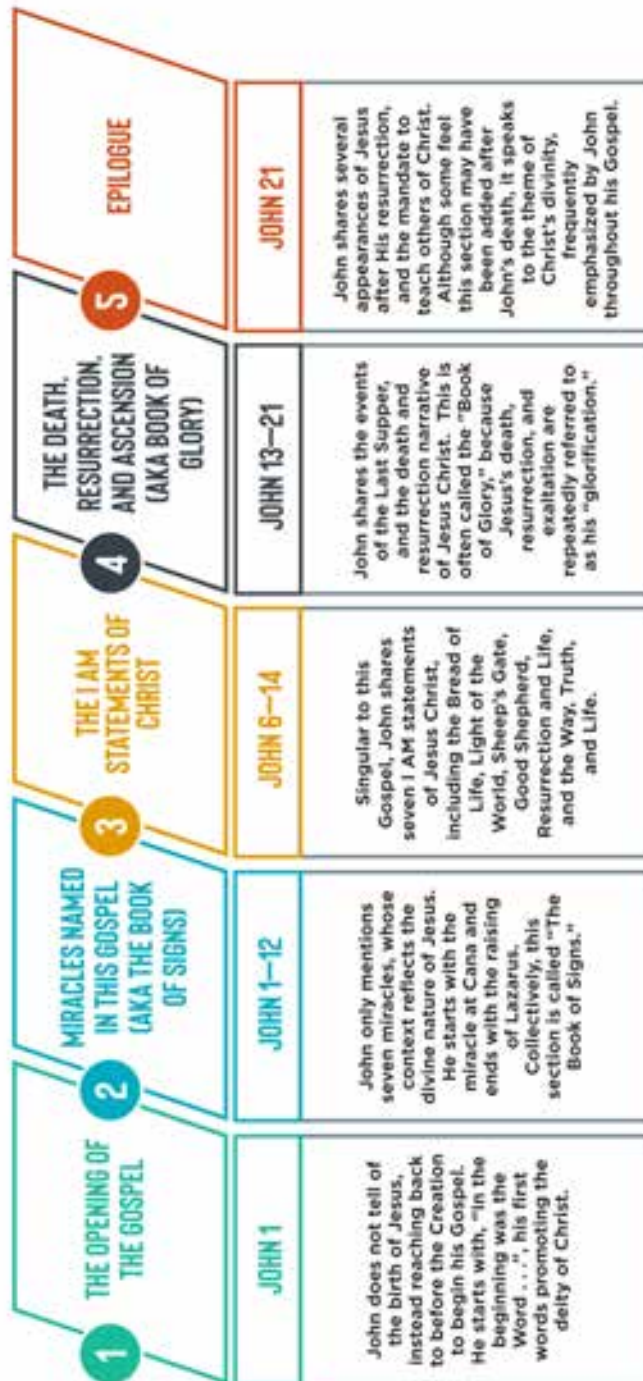 1
THE OPENING OF
THE GOSPEL
JOHN 1
John does not tell of
the birth of Jesus,
instead reaching back
to before the Creation
to begin his Gospel.
He starts with, "In the
beginning was the
Word . . .", his first
words promoting the
deity of Christ.
2
MIRACLES NAMED
IN THIS GOSPEL
(AKA THE BOOK
OF SIGNS)
JOHN 1–12
John only mentions
seven miracles, whose
context reflects the
divine nature of Jesus.
He starts with the
miracle at Cana and
ends with the raising
of Lazarus.
Collectively, this
section is called "The
Book of Signs."
3
THE I AM
STATEMENTS OF
CHRIST
JOHN 6–14
Singular to this
Gospel, John shares
seven I AM statements
of Jesus Christ,
including the Bread of
Life, Light of the
World, Sheep's Gate,
Good Shepherd,
Resurrection and Life,
and the Way, Truth,
and Life.
4
THE DEATH,
RESURRECTION,
AND ASCENSION
(AKA BOOK OF
GLORY)
JOHN 13–21
John shares the events
of the Last Supper,
and the death and
resurrection narrative
of Jesus Christ. This is
often called the "Book
of Glory," because
Jesus's death,
resurrection, and
exaltation are
repeatedly referred to
as his "glorification."
5
EPILOGUE
JOHN 21
John shares several
appearances of Jesus
after His resurrection,
and the mandate to
teach others of Christ.
Although some feel
this section may have
been added after
John's death, it speaks
to the theme of
Christ's divinity,
frequently
emphasized by John
throughout his Gospel.